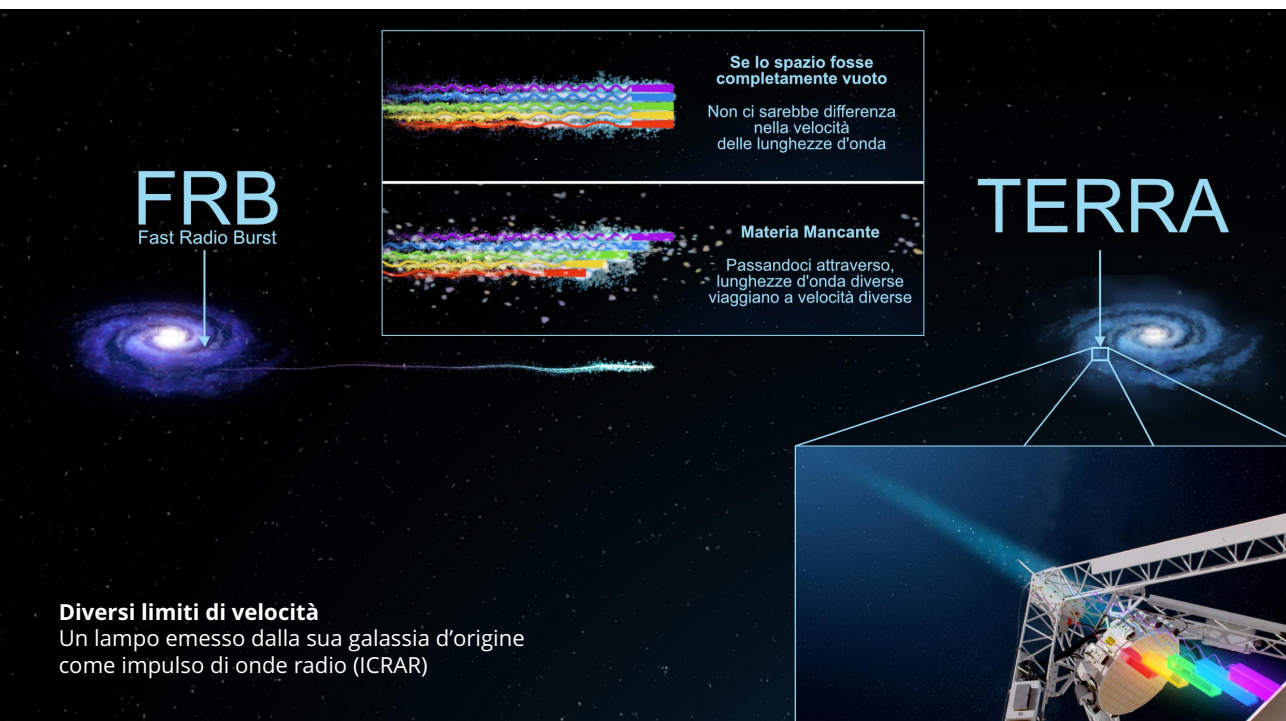 Se lo spazio fosse
completamente vuoto
Non ci sarebbe differenza
nella velocità
delle lunghezze d'onda
FRB
Fast Radio Burst
TERRA
Materia Mancante
Passandoci attraverso,
lunghezze d'onda diverse
viaggiano a velocità diverse
Diversi limiti di velocità
Un lampo emesso dalla sua galassia d’origine
come impulso di onde radio (ICRAR)